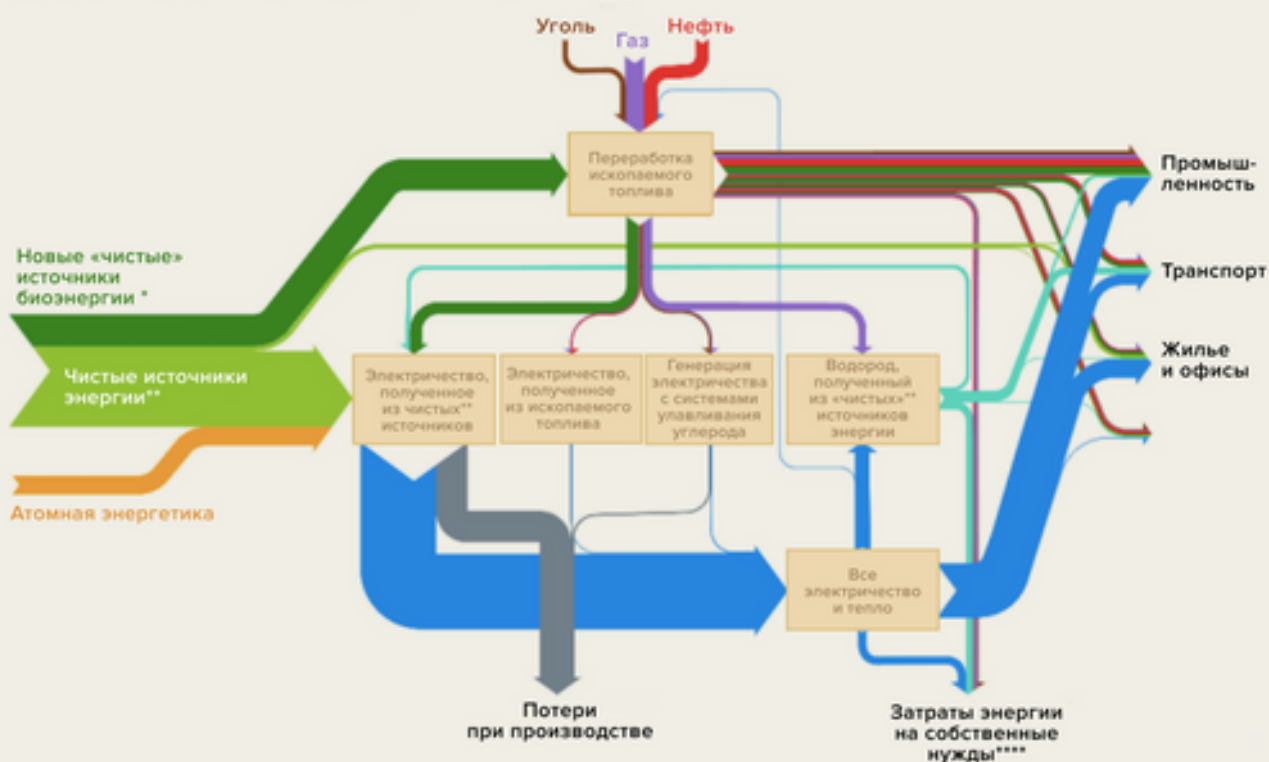 Уголь
Газ
Нефть
Переработка
ископаемого
топлива
Промыш-
ленность
Новые «чистые»
источники
биоэнергии *
Транспорт
Чистые источники
энергии**
Электричество,
полученное
из чистых**
источников
Электричество,
полученное
из ископаемого
топлива
Генерация
электричества
с системами
улавливания
углерода
Водород,
полученный
из «чистых»**
источников
энергии
Жилье
и офисы
Атомная энергетика
Все
электричество
и тепло
Потери
при производстве
Затраты энергии
на собственные
нужды****